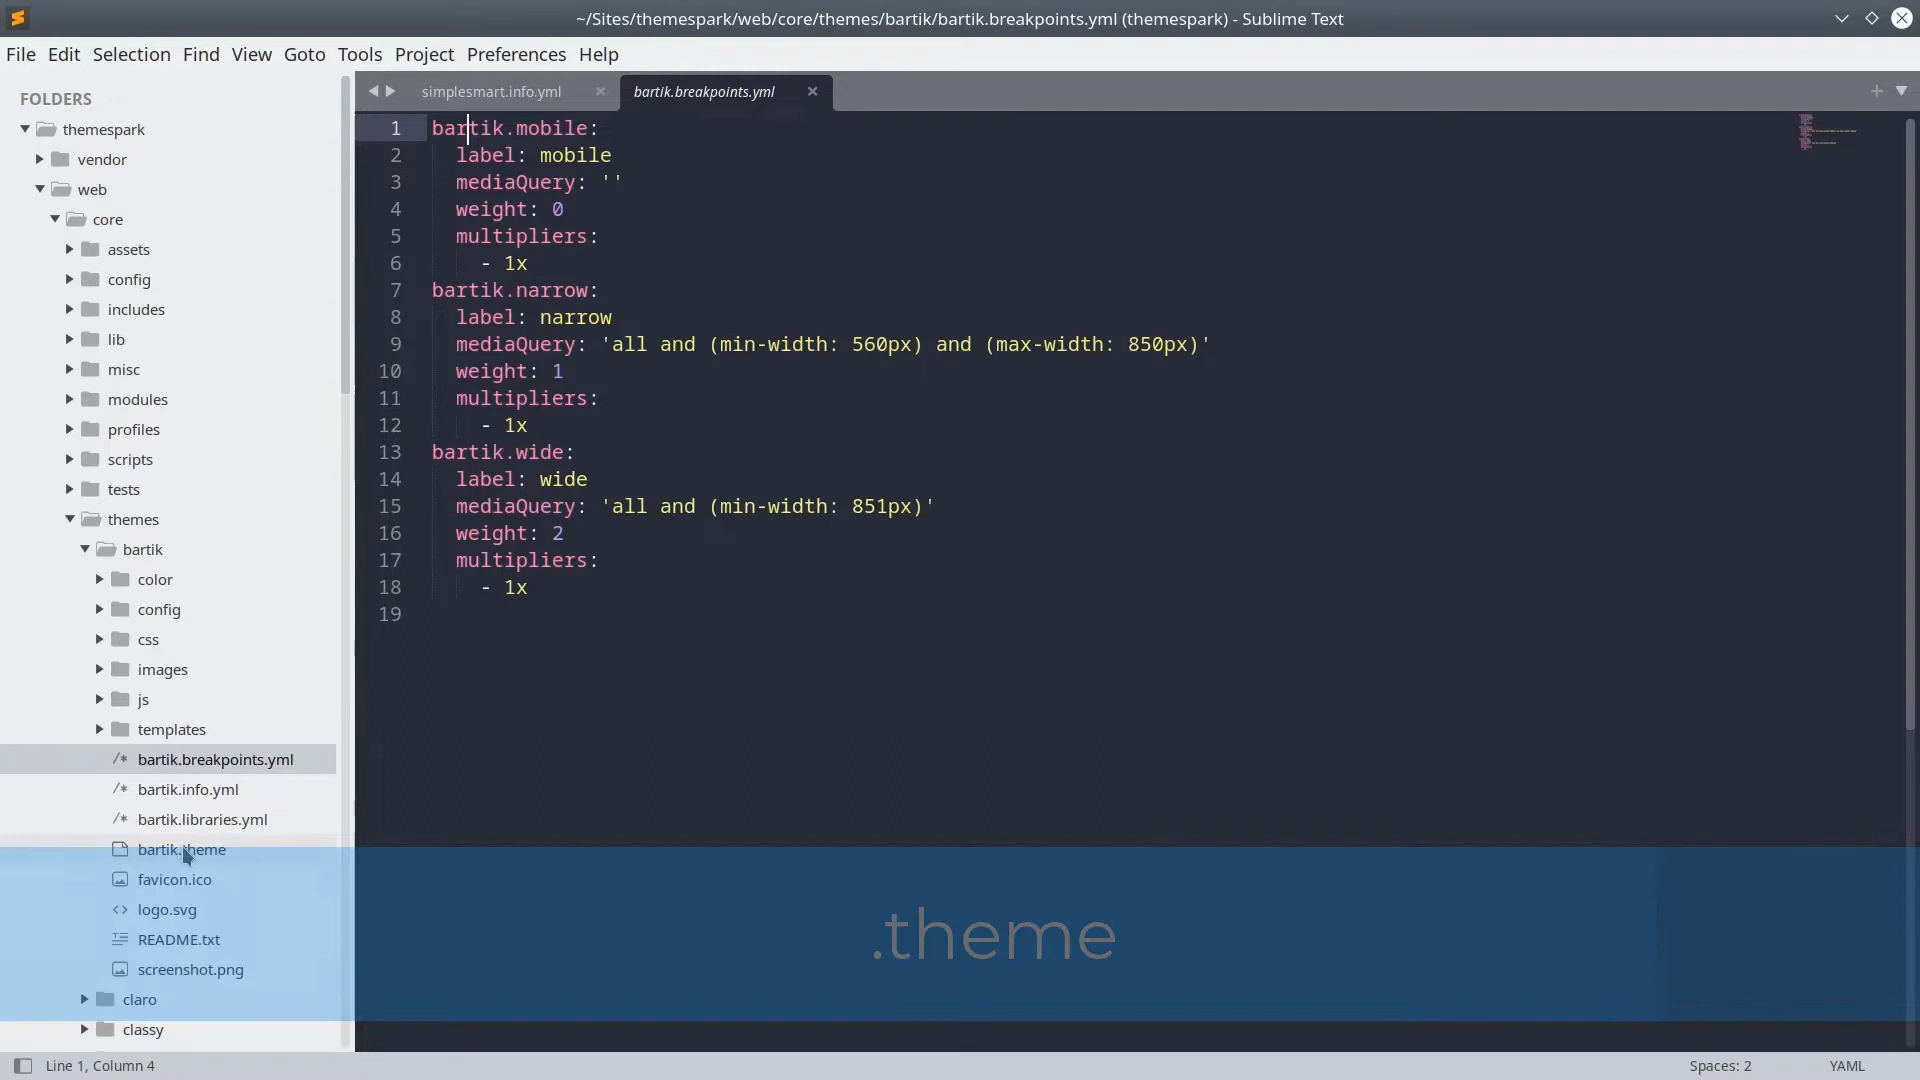 ~/Sites/themespark/web/core/themes/bartik/bartik.breakpoints.yml (themespark) - Sublime Text
File Edit Selection Find View Goto Tools Project Preferences Help
FOLDERS
themespark
vendor
web
core
assets
config
includes
lib
misc
modules
profiles
scripts
tests
themes
bartik
color
config
css
images
js
templates
/* bartik.breakpoints.yml
/* bartik.info.yml
/* bartik.libraries.yml
bartik.theme
favicon.ico
<> logo.svg
README.txt
screenshot.png
claro
classy
simplesmart.info.yml
bartik.breakpoints.yml
1 bartik.mobile:
2 label: mobile
3 mediaQuery: ''
4 weight: 0
5 multipliers:
6 - 1x
7 bartik.narrow:
8 label: narrow
9 mediaQuery: 'all and (min-width: 560px) and (max-width: 850px)'
10 weight: 1
11 multipliers:
12 - 1x
13 bartik.wide:
14 label: wide
15 mediaQuery: 'all and (min-width: 851px)'
16 weight: 2
17 multipliers:
18 - 1x
19
.theme
Line 1, Column 4
Spaces: 2
YAML